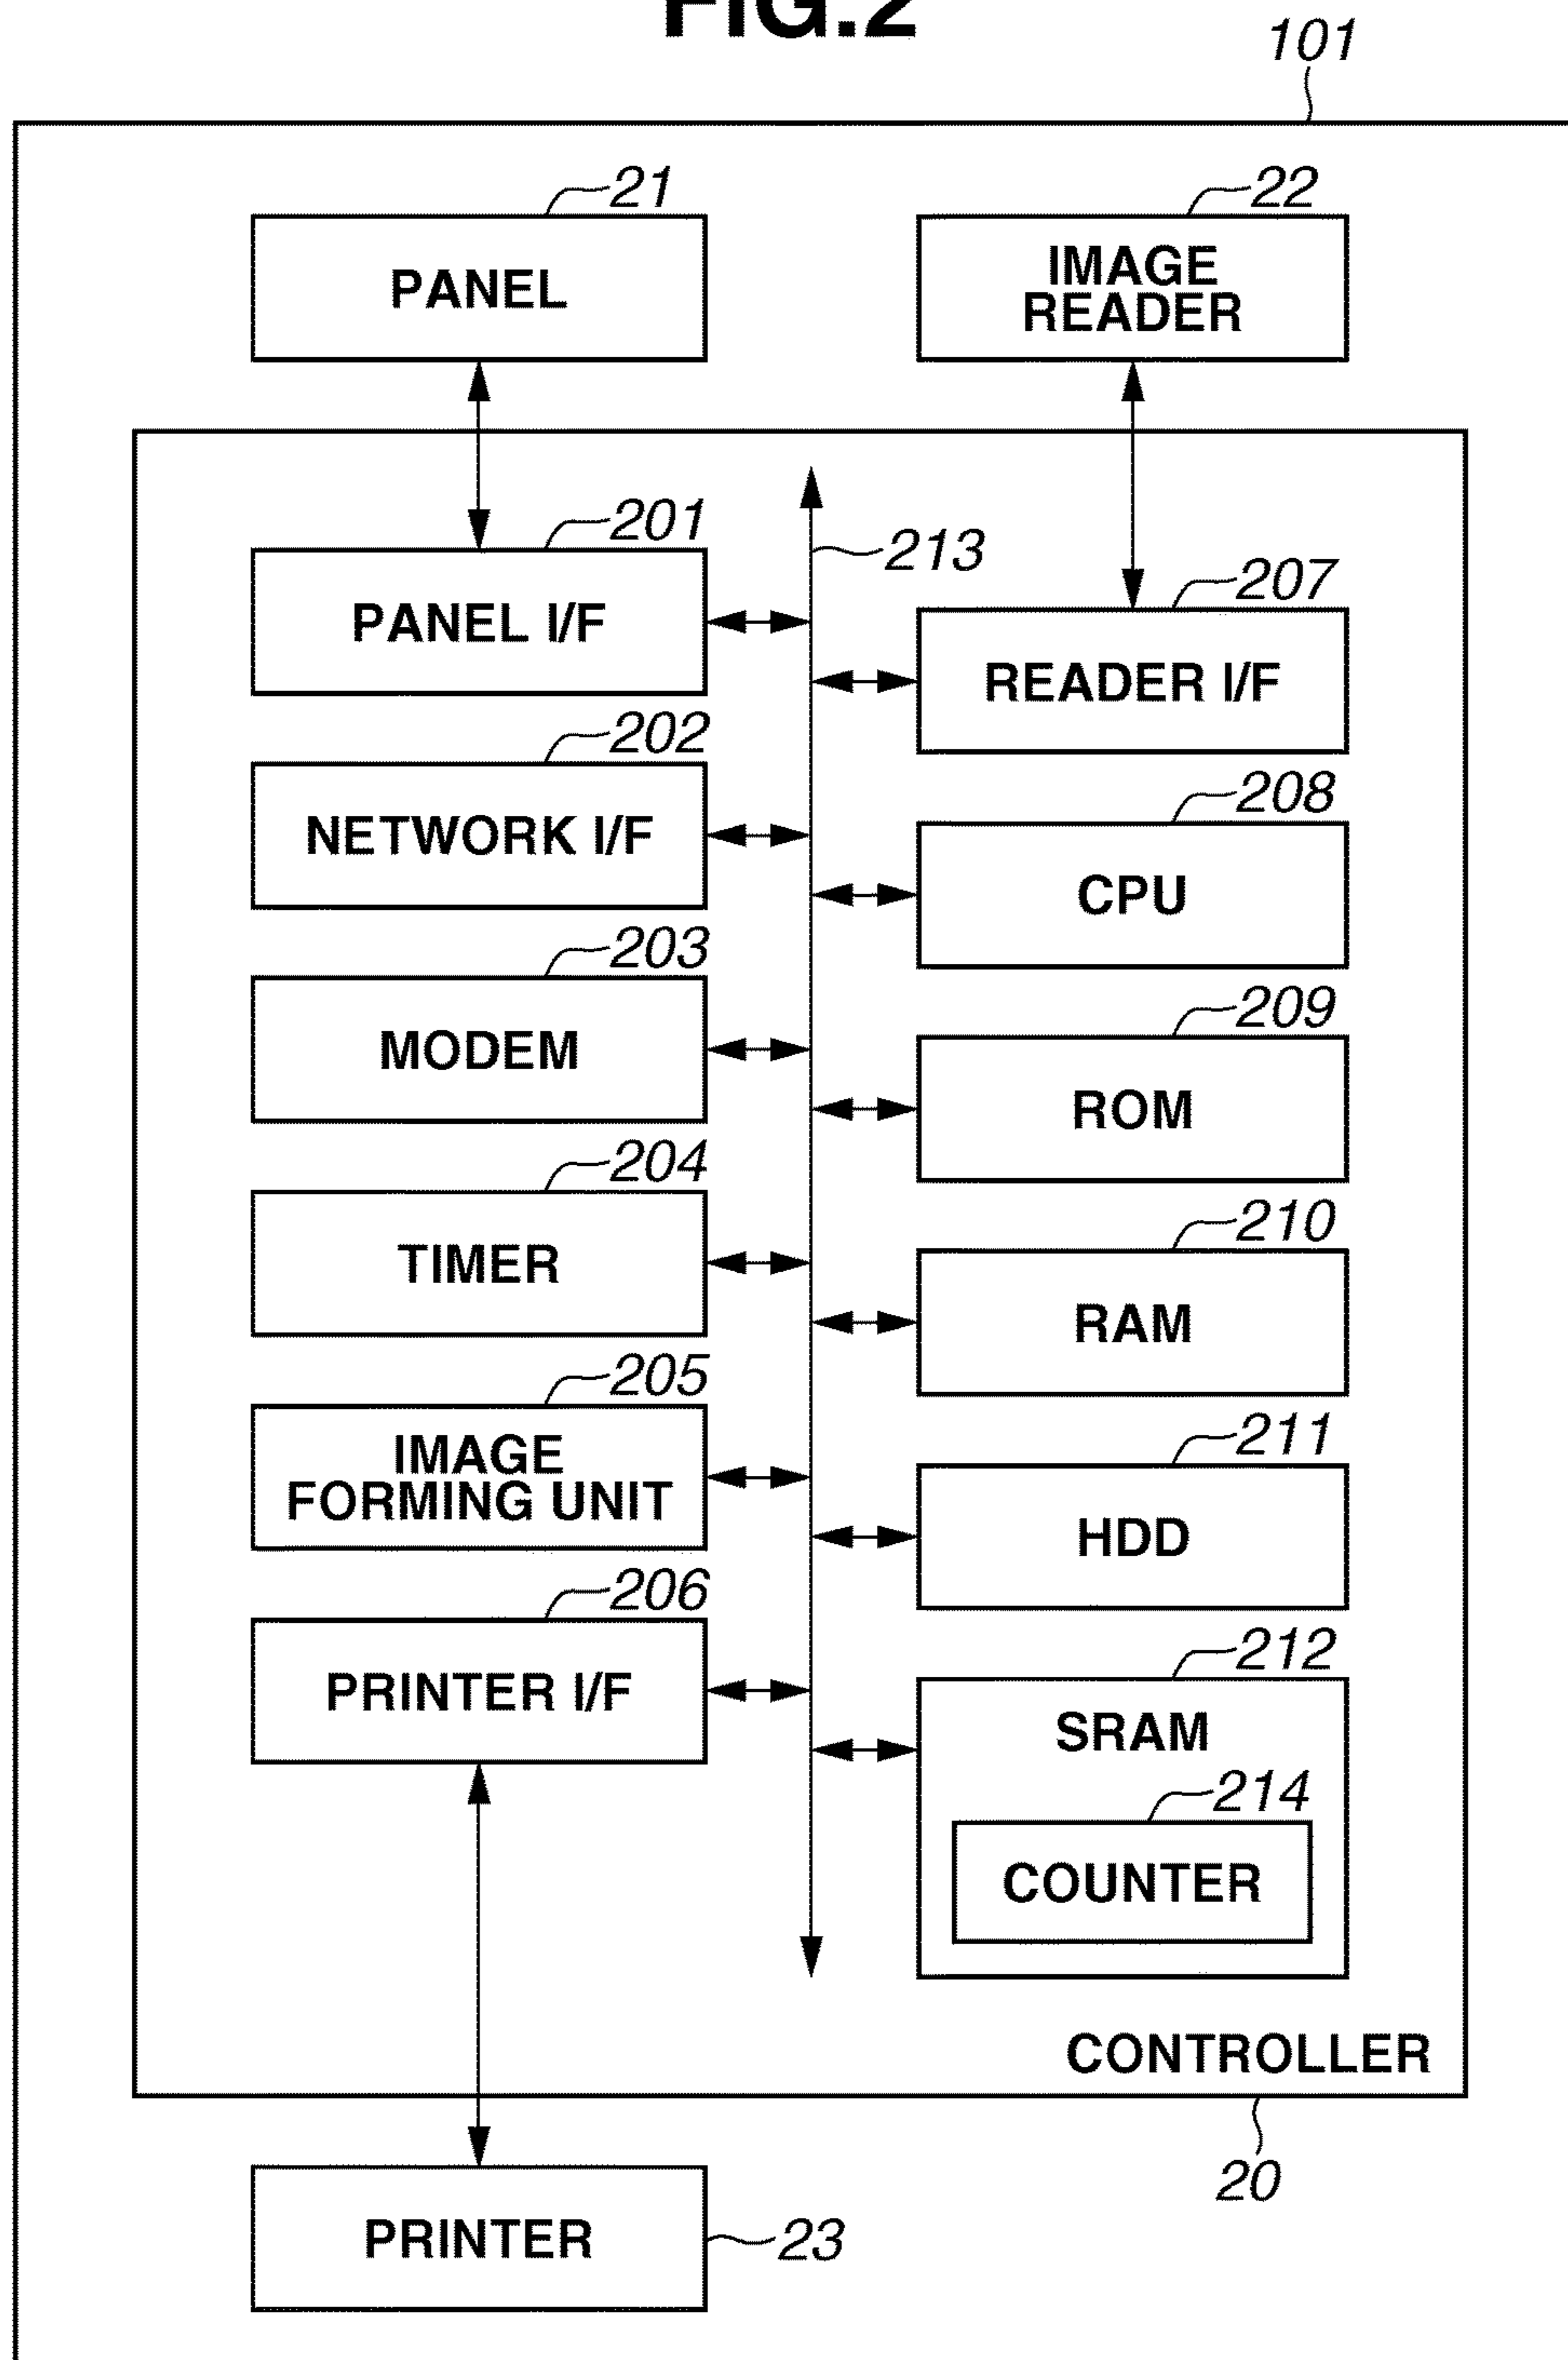 FIG.2
101
21
PANEL
22
IMAGE
READER
201
PANEL I/F
213
207
READER I/F
202
NETWORK I/F
208
CPU
203
MODEM
209
ROM
204
TIMER
210
RAM
205
IMAGE
FORMING UNIT
211
HDD
206
PRINTER I/F
212
SRAM
214
COUNTER
CONTROLLER
20
PRINTER
23